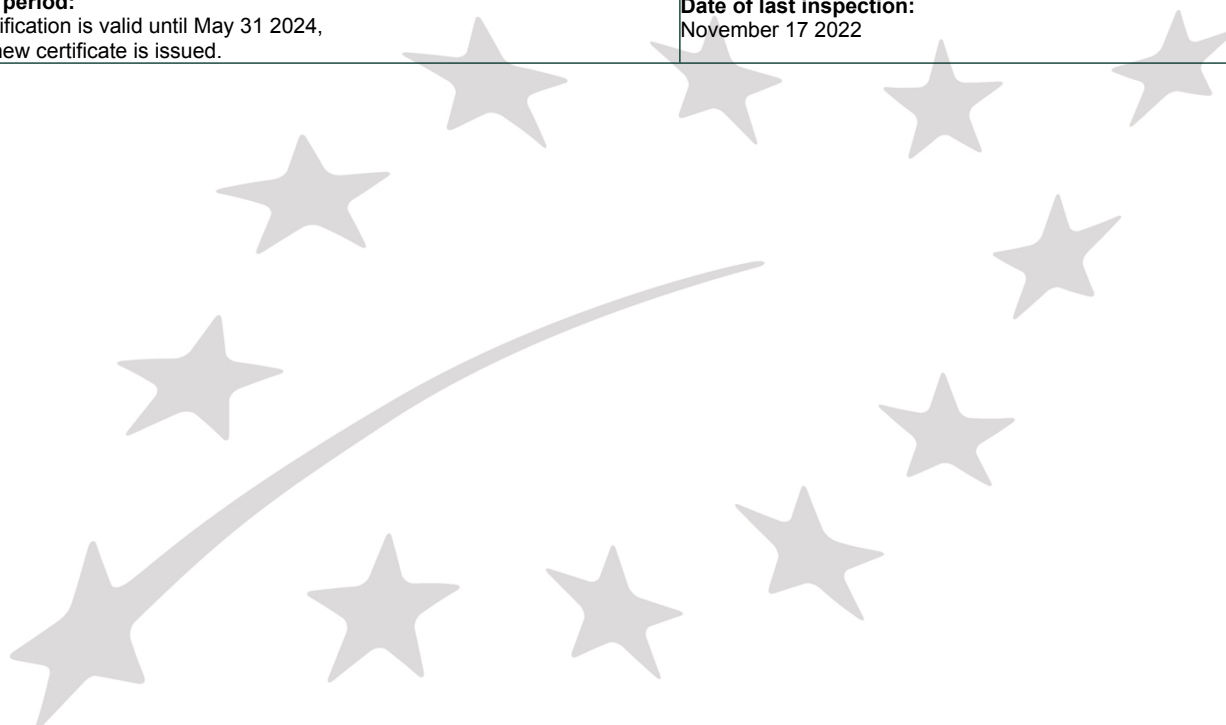 period:
ification is valid until May 31 2024,
new certificate is issued.
Date of last inspection:
November 17 2022